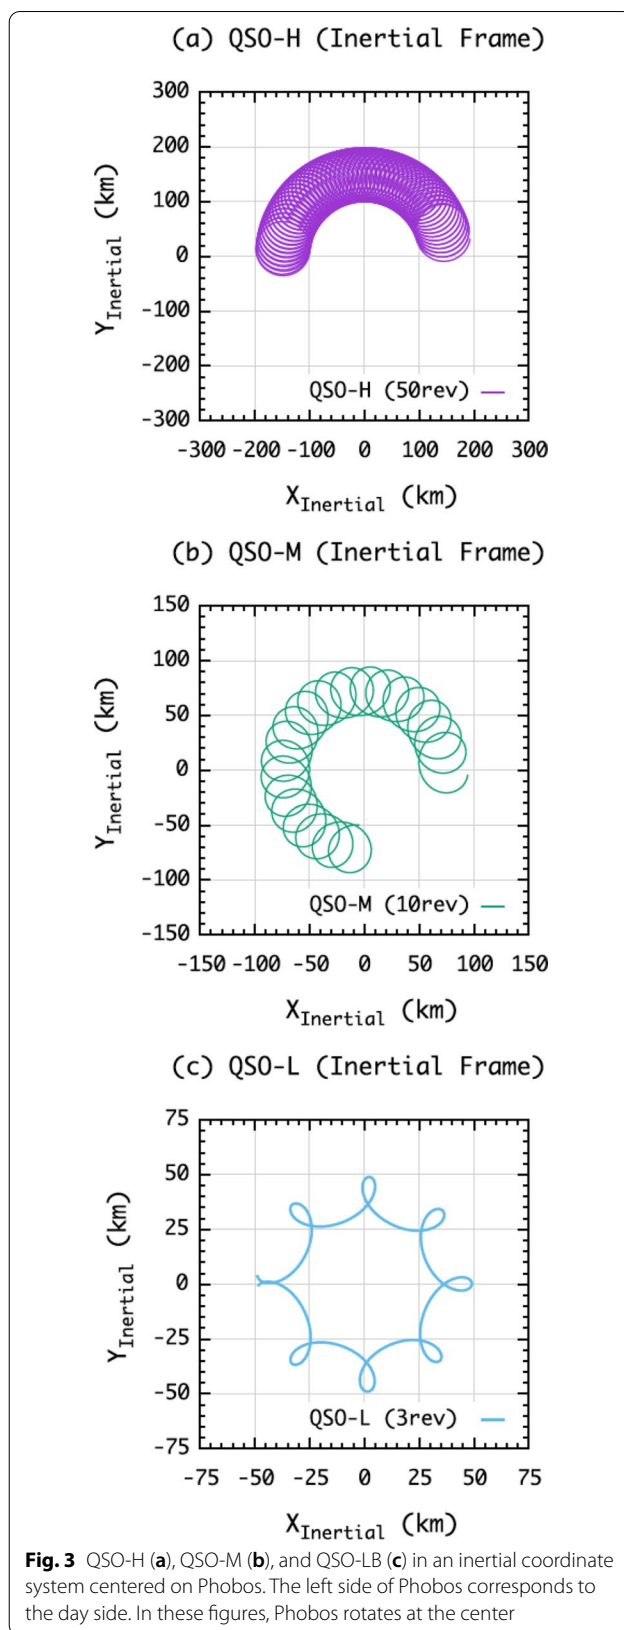 (a) QSO-H (Inertial Frame)
300
200
100
0
-100
-200
-300
Y_Inertial (km)
QSO-H (50rev)
-300 -200 -100 0 100 200 300
X_Inertial (km)
(b) QSO-M (Inertial Frame)
150
100
50
0
-50
-100
-150
Y_Inertial (km)
QSO-M (10rev)
-150 -100 -50 0 50 100 150
X_Inertial (km)
(c) QSO-L (Inertial Frame)
75
50
25
0
-25
-50
-75
Y_Inertial (km)
QSO-L (3rev)
-75 -50 -25 0 25 50 75
X_Inertial (km)
Fig. 3 QSO-H (a), QSO-M (b), and QSO-LB (c) in an inertial coordinate
system centered on Phobos. The left side of Phobos corresponds to
the day side. In these figures, Phobos rotates at the center